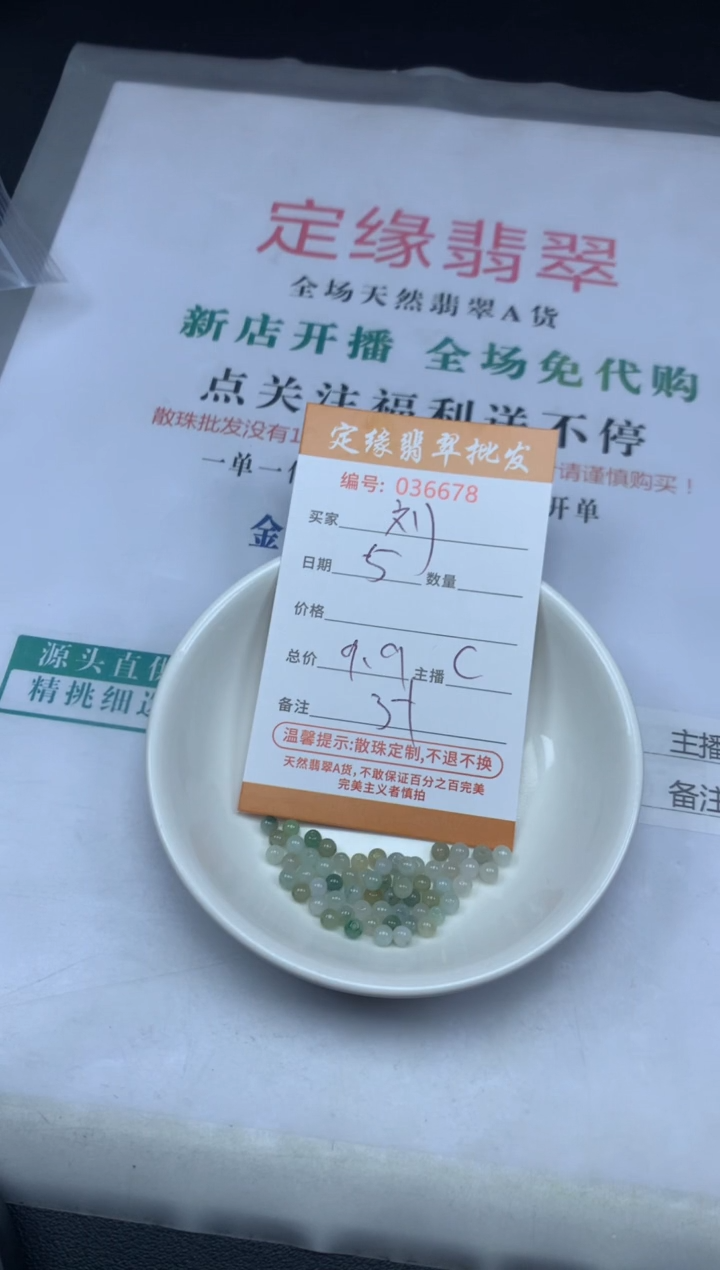 定缘翡翠
全场天然翡翠A货
新店开播 全场免代购
点关注福利送不停
散珠批发没有1 请谨慎购买！
一单一 开单
金
定缘翡翠批发
编号: 036678
买家 刘
日期 5 数量
价格
总价 9.9 主播 C
备注
温馨提示:散珠定制,不退不换
天然翡翠A货，不敢保证百分之百完美
完美主义者慎拍
源头直供
精挑细选
主播
备注